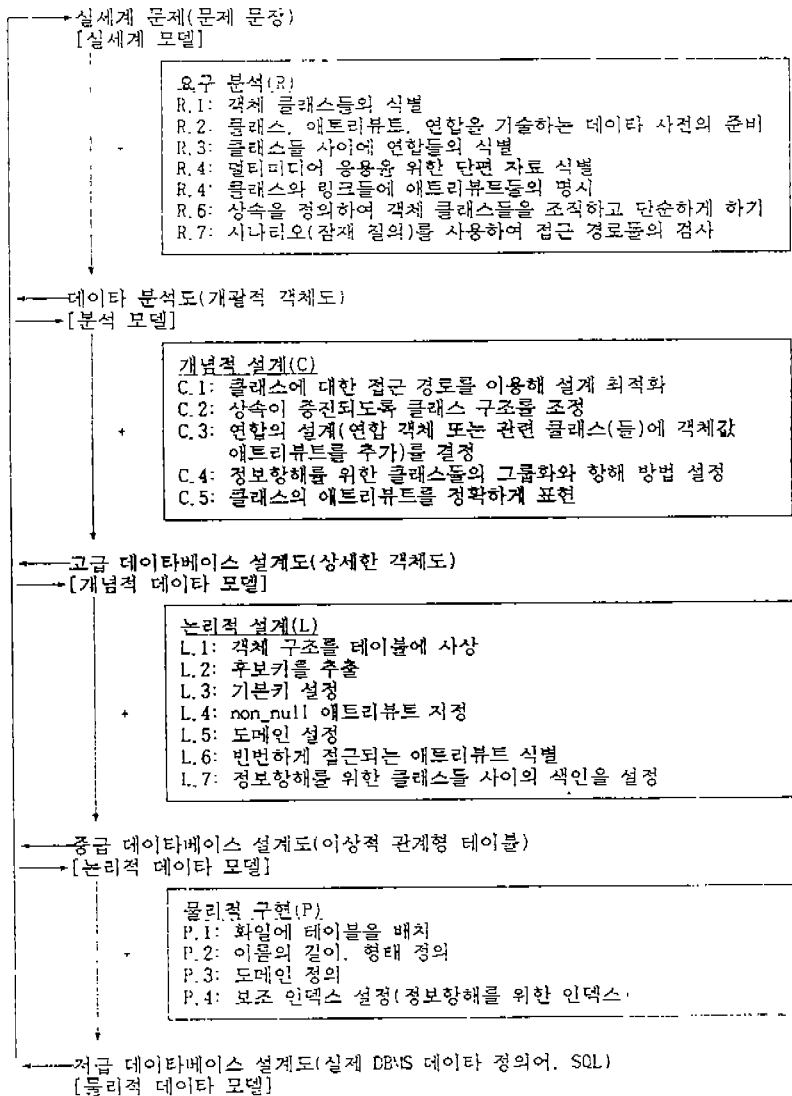 실세계 문제(문제 문장)
[실세계 모델]
요구 분석(R)
R.1: 객체 클래스들의 식별
R.2: 클래스, 애트리뷰트, 연합을 기술하는 데이타 사전의 준비
R.3: 클래스들 사이에 연합들의 식별
R.4: 멀티미디어 응용을 위한 단편 자료 식별
R.4: 클래스와 링크들에 애트리뷰트들의 명시
R.6: 상속을 정의하여 객체 클래스들을 조직하고 단순하게 하기
R.7: 시나리오(잠재 질의)를 사용하여 접근 경로들의 검사
데이타 분석도(개괄적 객체도)
[분석 모델]
개념적 설계(C)
C.1: 클래스에 대한 접근 경로를 이용해 설계 최적화
C.2: 상속이 증진되도록 클래스 구조를 조정
C.3: 연합의 설계(연합 객체 또는 관련 클래스(들)에 객체값
애트리뷰트를 추가)를 결정
C.4: 정보항해를 위한 클래스들의 그룹화와 항해 방법 설정
C.5: 클래스의 애트리뷰트를 정확하게 표현
고급 데이타베이스 설계도(상세한 객체도)
[개념적 데이타 모델]
논리적 설계(L)
L.1: 객체 구조를 테이블에 사상
L.2: 후보키를 추출
L.3: 기본키 설정
L.4: non_null 애트리뷰트 지정
L.5: 도메인 설정
L.6: 빈번하게 접근되는 애트리뷰트 식별
L.7: 정보항해를 위한 클래스들 사이의 색인을 설정
중급 데이타베이스 설계도(이상적 관계형 테이블)
[논리적 데이타 모델]
물리적 구현(P)
P.1: 화일에 테이블을 배치
P.2: 이름의 길이, 형태 정의
P.3: 도메인 정의
P.4: 보조 인덱스 설정(정보항해를 위한 인덱스)
저급 데이타베이스 설계도(실제 DBMS 데이타 정의어, SQL)
[물리적 데이타 모델]